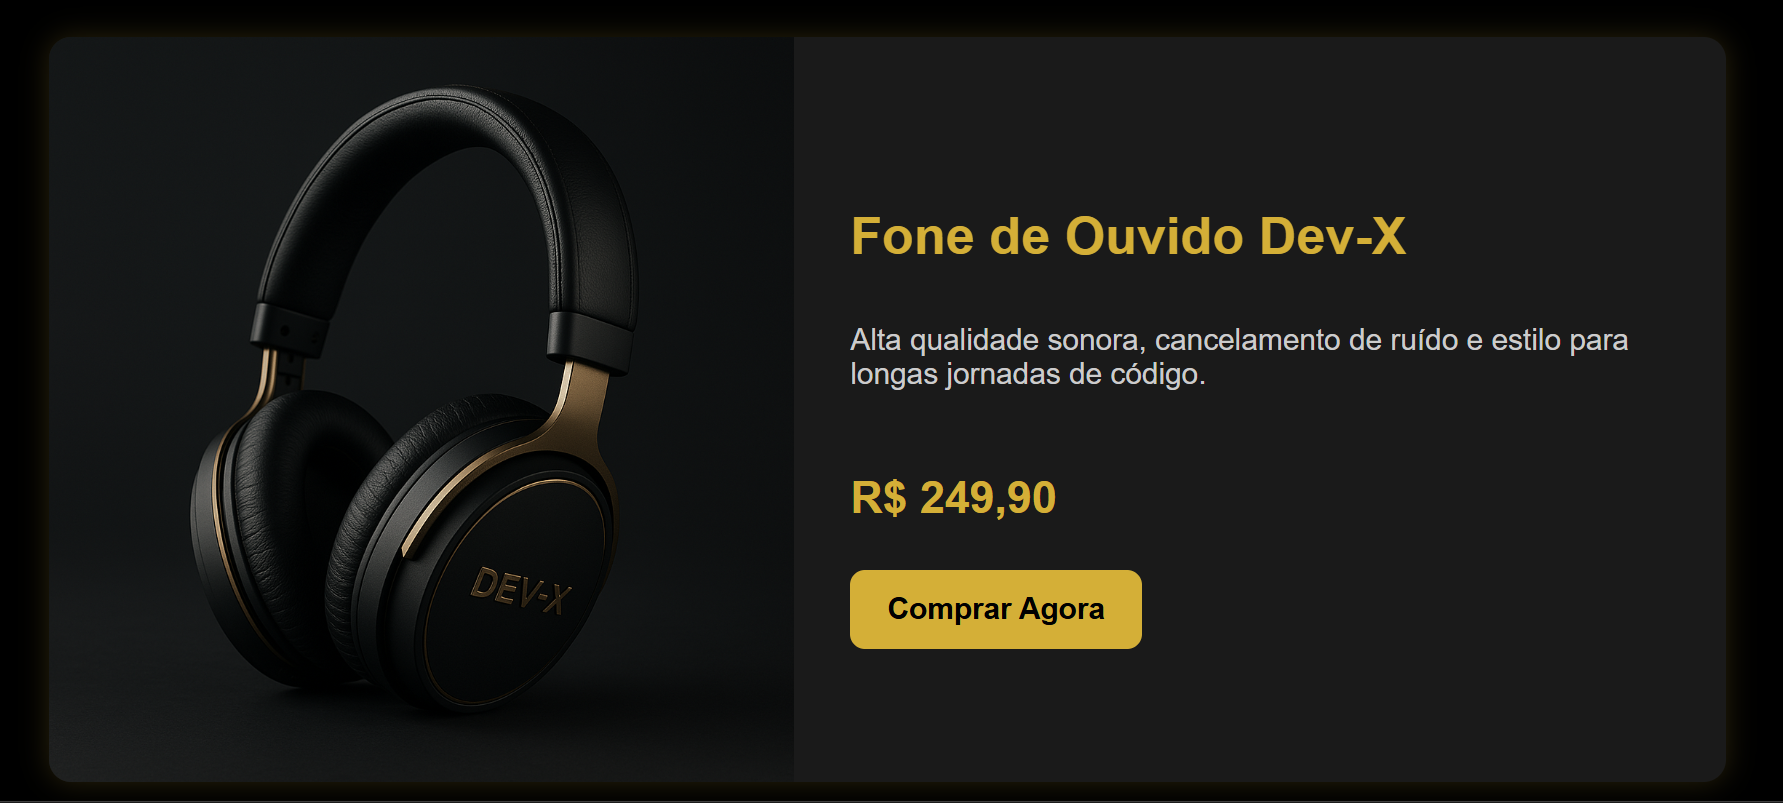 DEV-X
Fone de Ouvido Dev-X
Alta qualidade sonora, cancelamento de ruído e estilo para
longas jornadas de código.
R$ 249,90
Comprar Agora